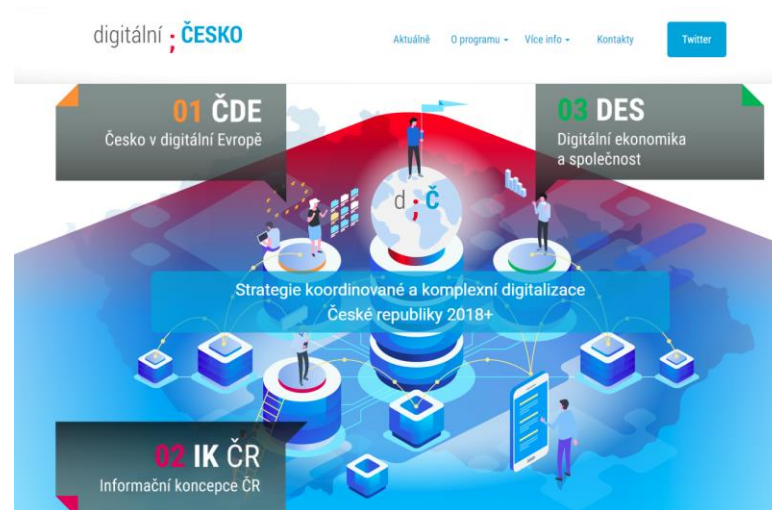 digitální ; ČESKO
Aktuálně O programu Více info Kontakty Twitter
01 ČDE
Česko v digitální Evropě
03 DES
Digitální ekonomika
a společnost
d ; Č
Strategie koordinované a komplexní digitalizace
České republiky 2018+
02 IK ČR
Informační koncepce ČR